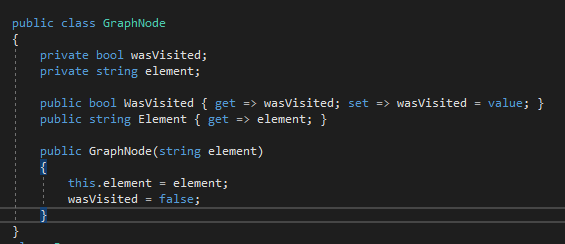 public class GraphNode
{
    private bool wasVisited;
    private string element;

    public bool WasVisited { get => wasVisited; set => wasVisited = value; }
    public string Element { get => element; }

    public GraphNode(string element)
    {
        this.element = element;
        wasVisited = false;
    }
}